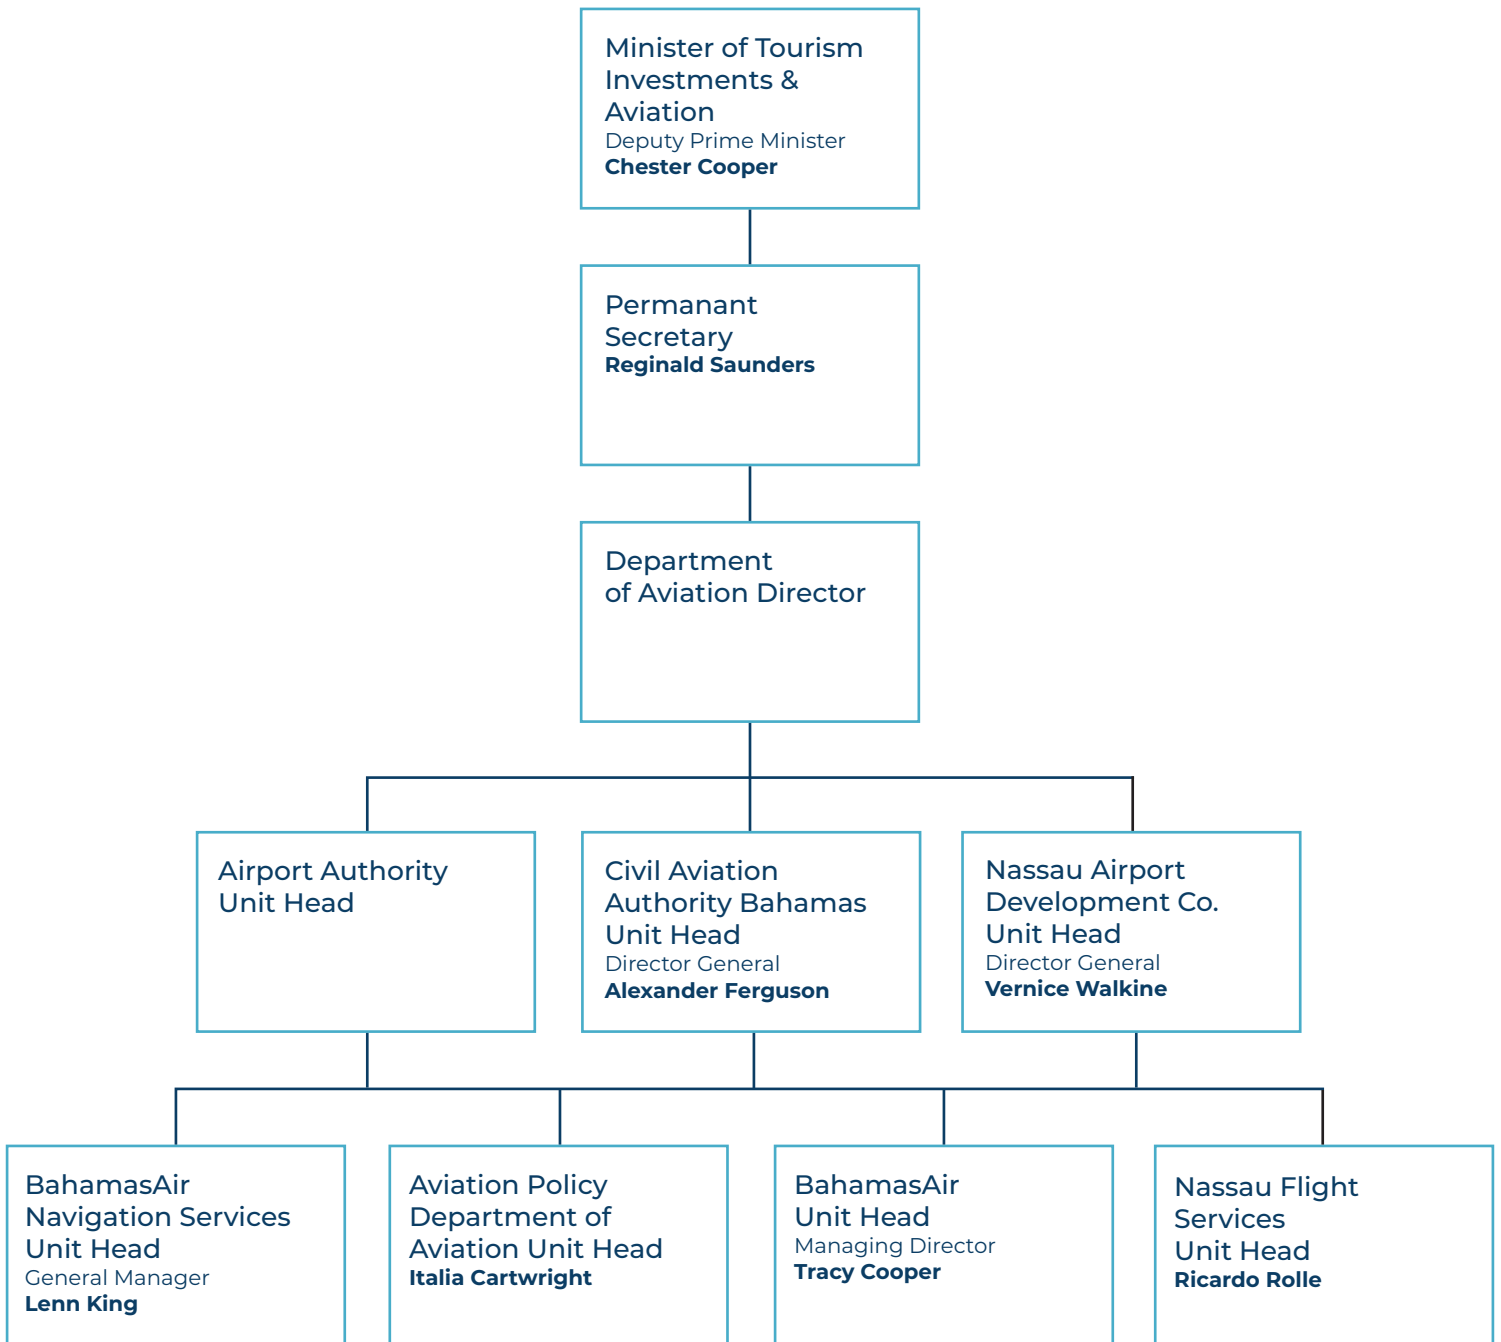 Minister of Tourism
Investments &
Aviation
Deputy Prime Minister
Chester Cooper
Permanant
Secretary
Reginald Saunders
Department
of Aviation Director
Airport Authority
Unit Head
Civil Aviation
Authority Bahamas
Unit Head
Director General
Alexander Ferguson
Nassau Airport
Development Co.
Unit Head
Director General
Vernice Walkine
BahamasAir
Navigation Services
Unit Head
General Manager
Lenn King
Aviation Policy
Department of
Aviation Unit Head
Italia Cartwright
BahamasAir
Unit Head
Managing Director
Tracy Cooper
Nassau Flight
Services
Unit Head
Ricardo Rolle